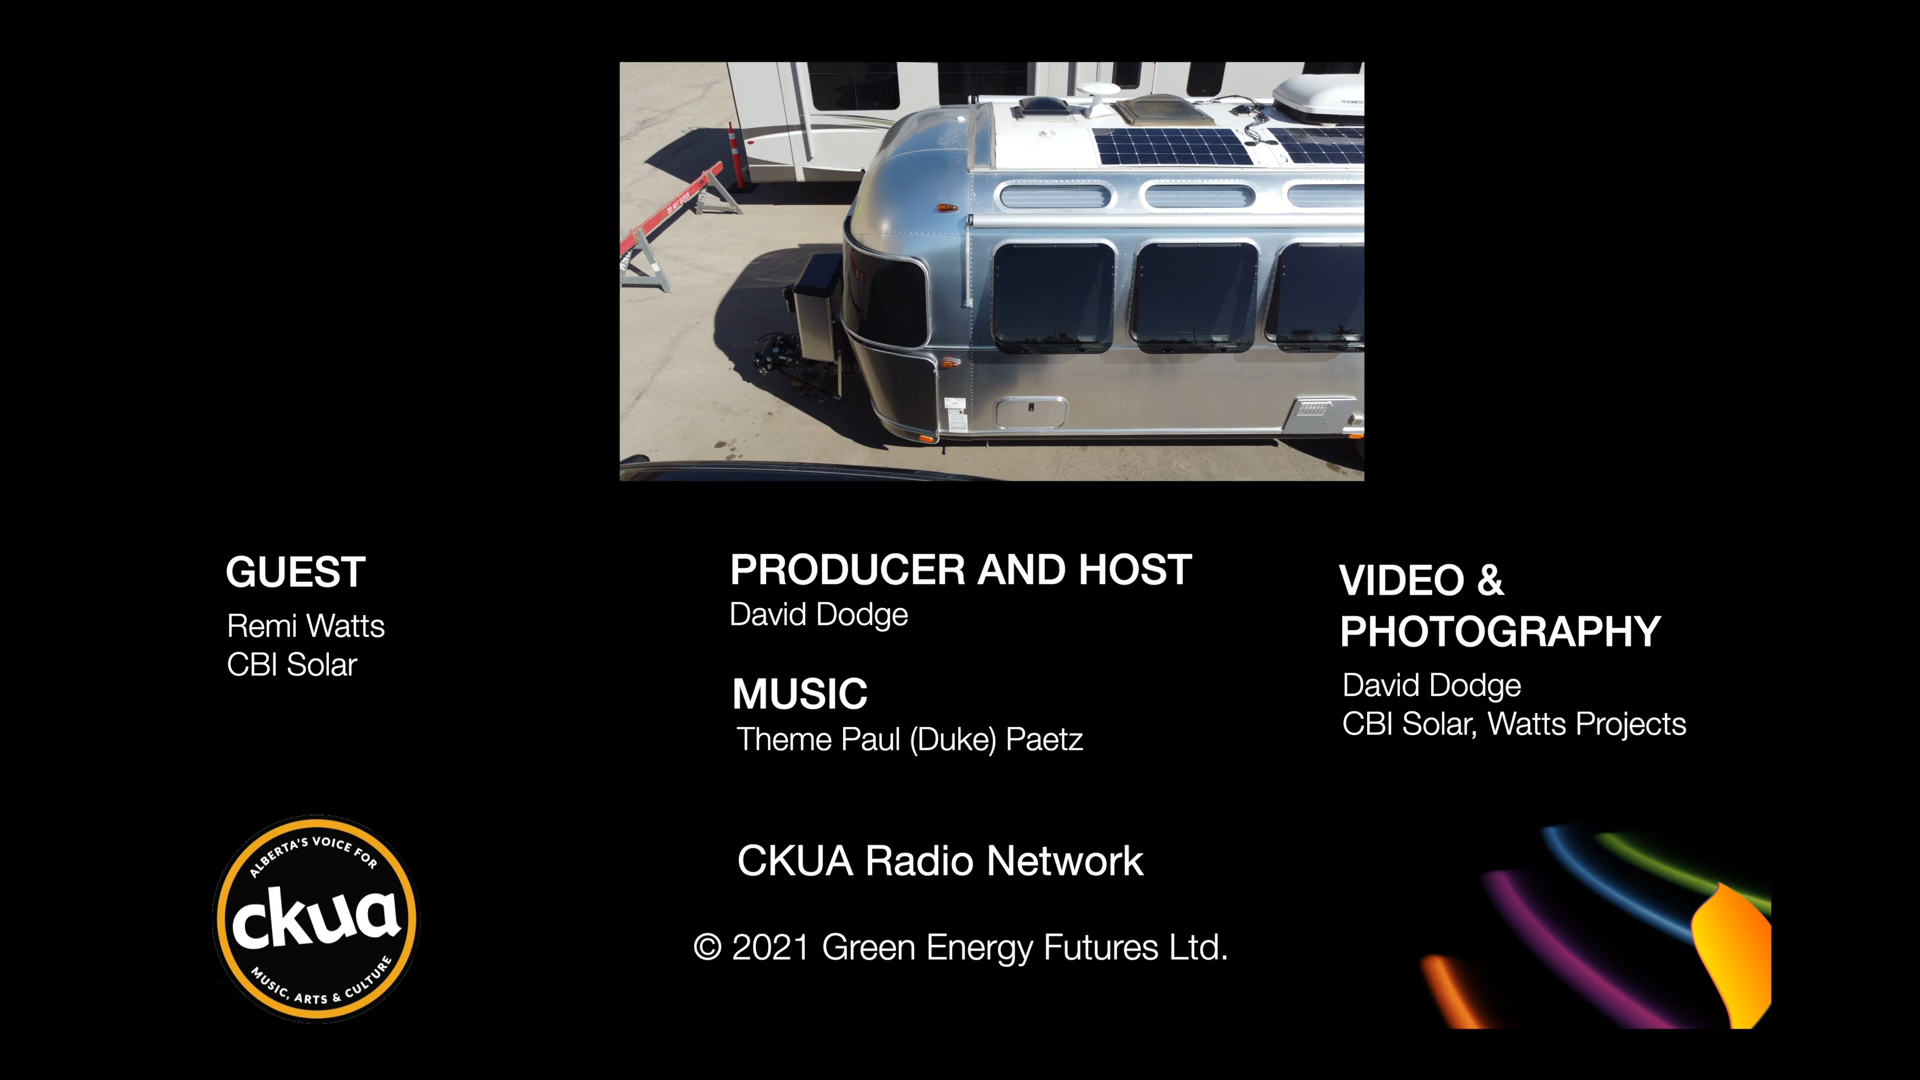 GUEST
Remi Watts
CBI Solar
PRODUCER AND HOST
David Dodge
MUSIC
Theme Paul (Duke) Paetz
VIDEO &
PHOTOGRAPHY
David Dodge
CBI Solar, Watts Projects
ALBERTA'S VOICE FOR
ckua
MUSIC, ARTS & CULTURE
CKUA Radio Network
© 2021 Green Energy Futures Ltd.